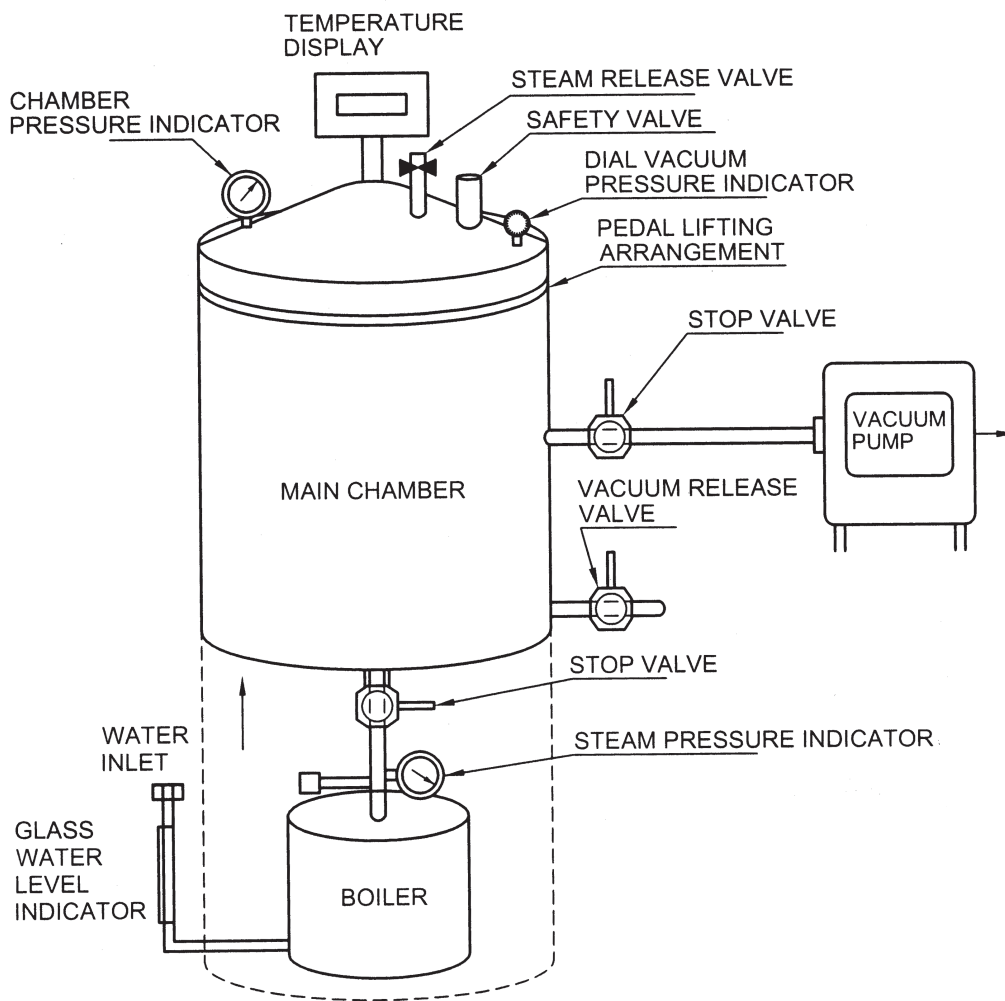 TEMPERATURE
DISPLAY
STEAM RELEASE VALVE
CHAMBER
PRESSURE INDICATOR
SAFETY VALVE
DIAL VACUUM
PRESSURE INDICATOR
PEDAL LIFTING
ARRANGEMENT
STOP VALVE
VACUUM
PUMP
MAIN CHAMBER
VACUUM RELEASE
VALVE
STOP VALVE
WATER
INLET
STEAM PRESSURE INDICATOR
GLASS
WATER
LEVEL
INDICATOR
BOILER